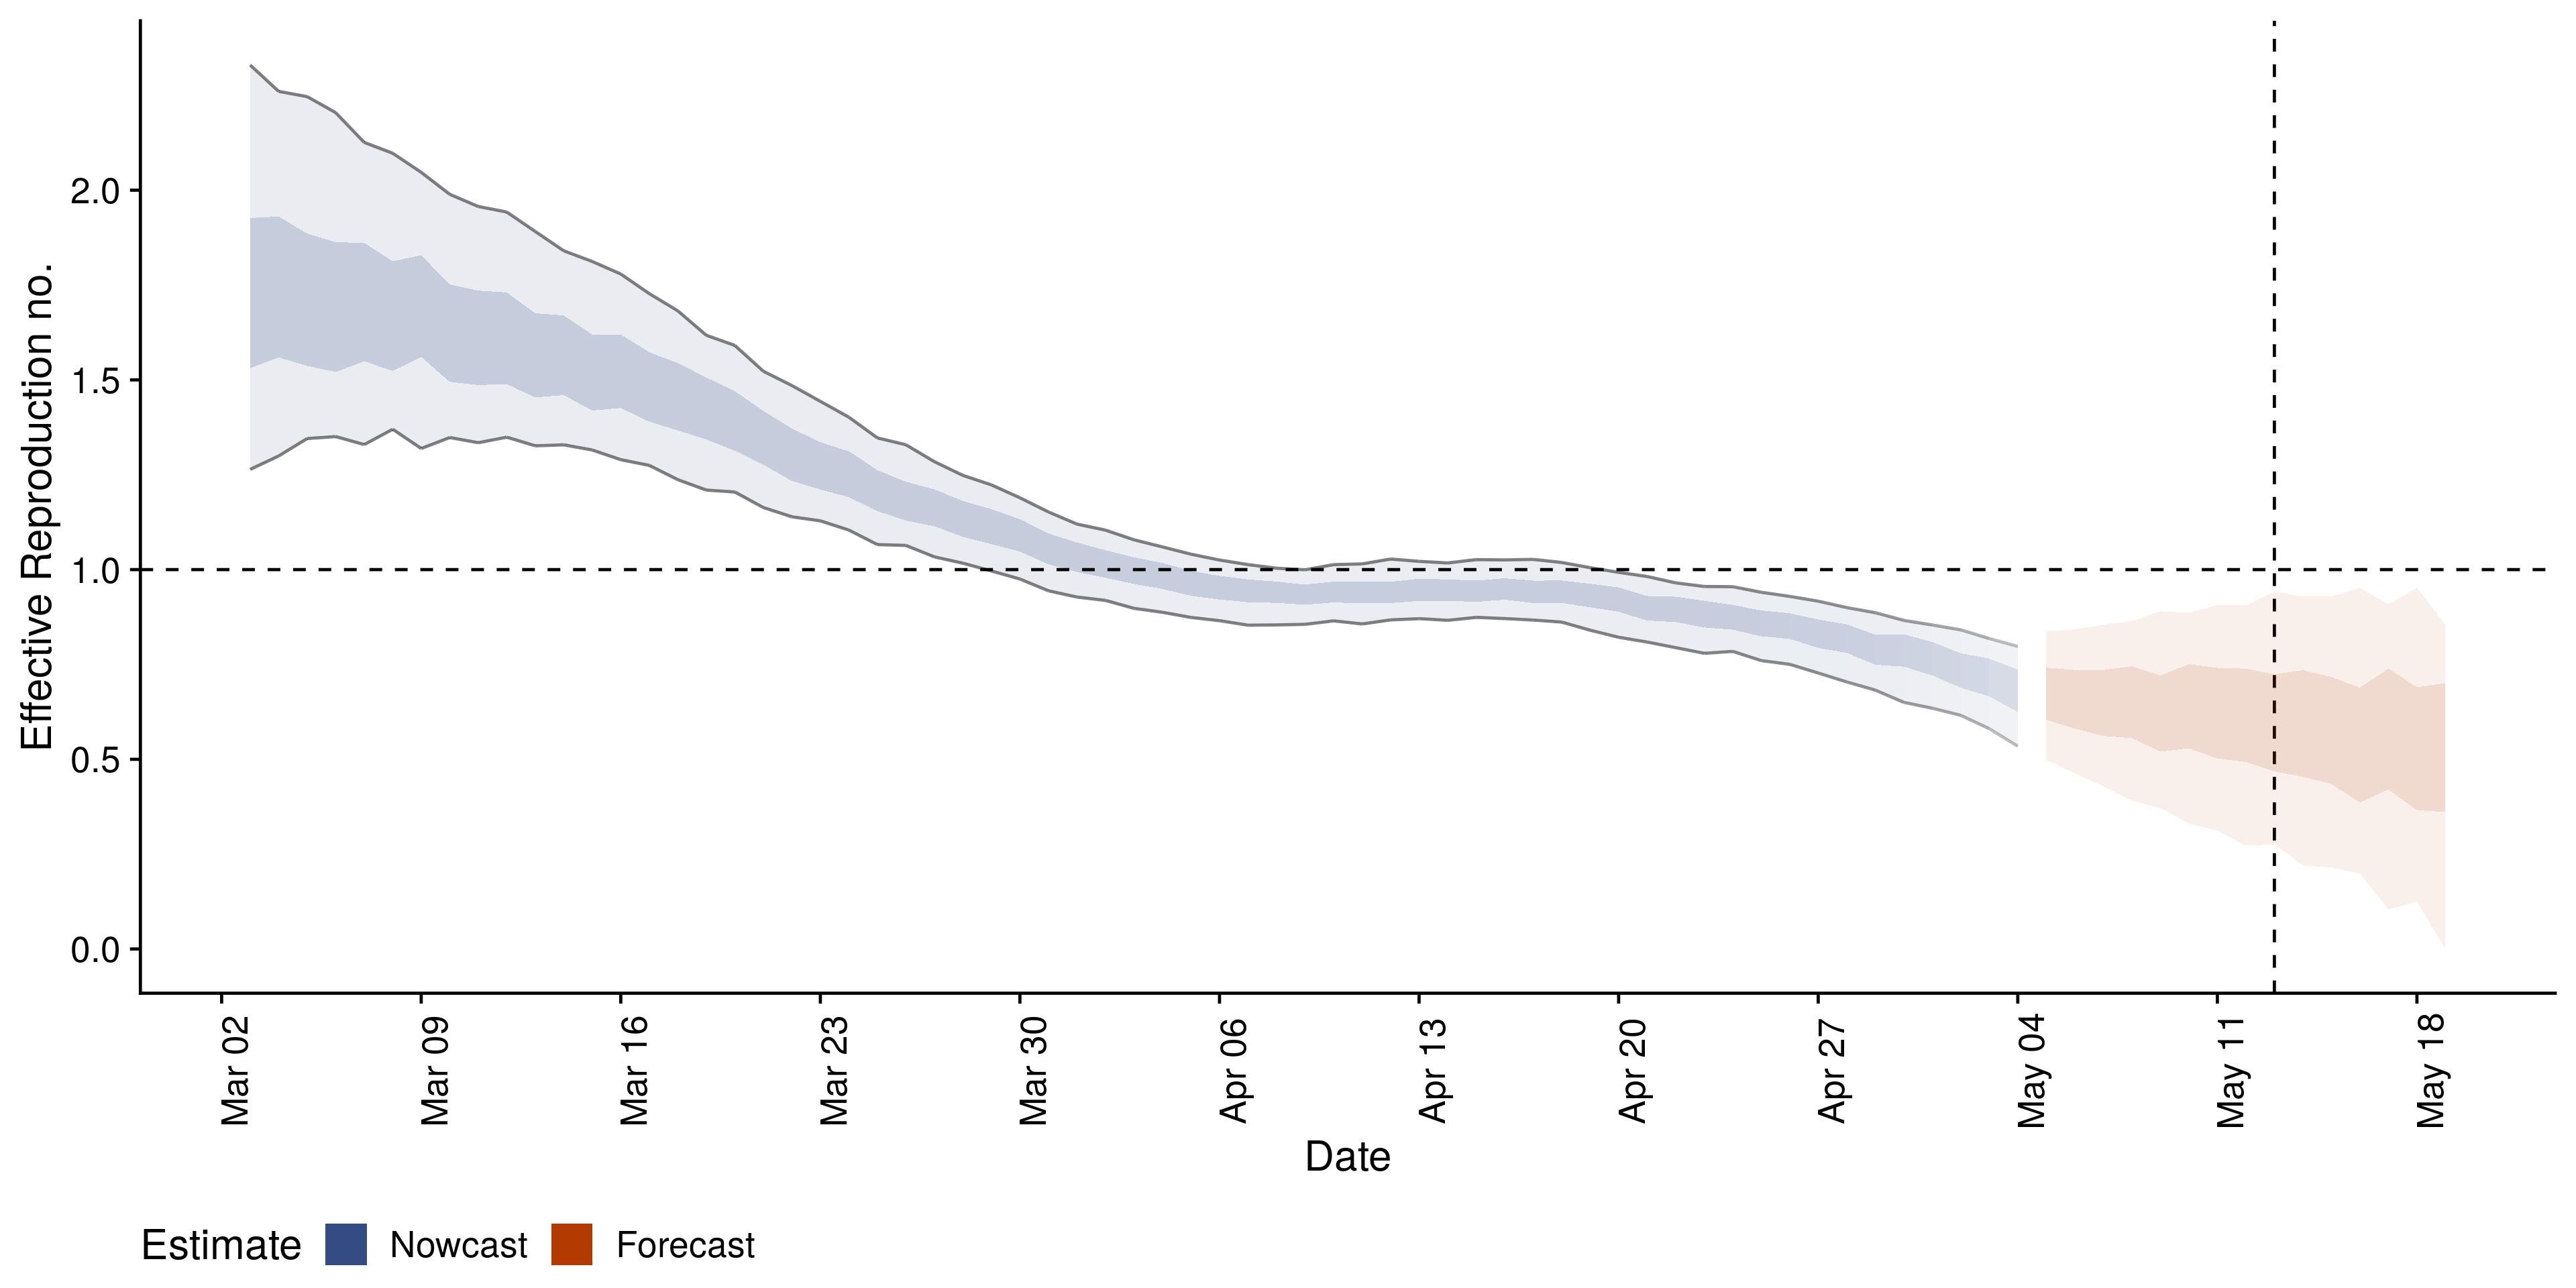 Effective Reproduction no.
2.0
1.5
1.0
0.5
0.0
Mar 02
Mar 09
Mar 16
Mar 23
Mar 30
Apr 06
Apr 13
Apr 20
Apr 27
May 04
May 11
May 18
Date
Estimate Nowcast Forecast